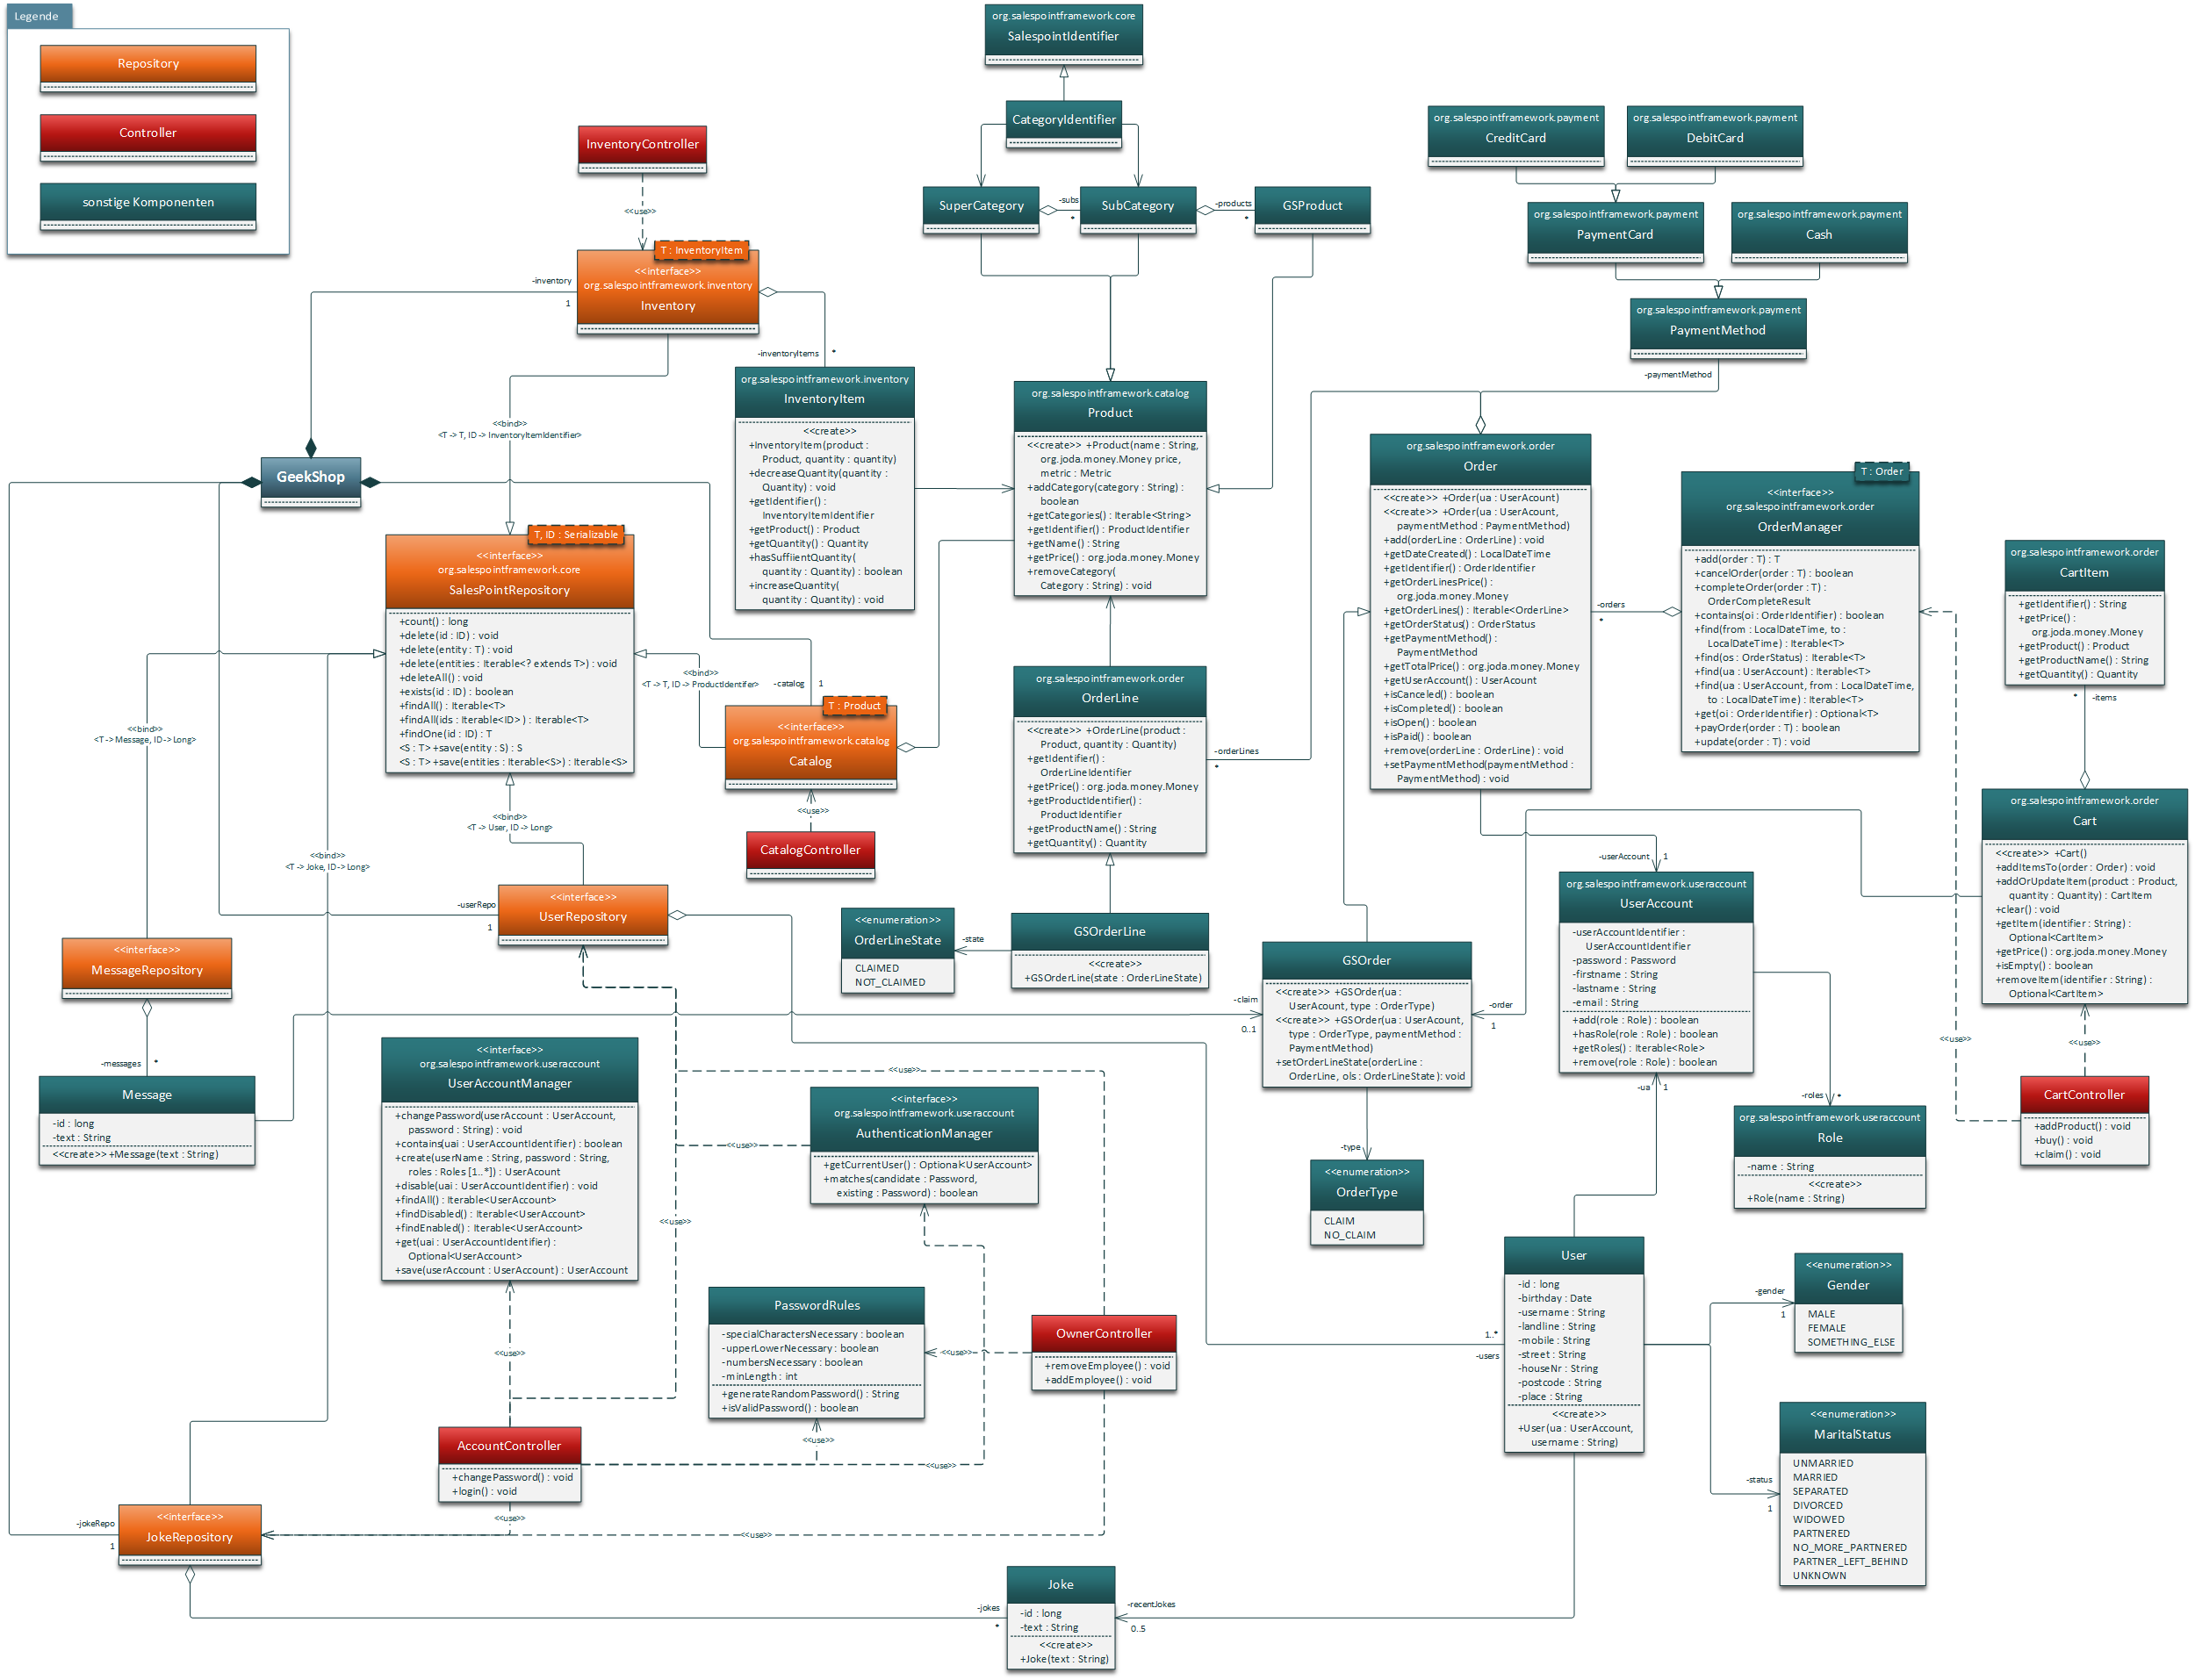 Legende
Repository
Controller
sonstige Komponenten
org.salespointframework.core
SalespointIdentifier
CategoryIdentifier
SuperCategory
-subs
*
SubCategory
-products
*
GSProduct
org.salespointframework.payment
CreditCard
org.salespointframework.payment
DebitCard
org.salespointframework.payment
PaymentCard
org.salespointframework.payment
Cash
org.salespointframework.payment
PaymentMethod
-paymentMethod
InventoryController
<<use>>
T : InventoryItem
<<interface>>
org.salespointframework.inventory
Inventory
-inventory
1
-inventoryItems
*
<<bind>>
<T -> T, ID -> InventoryItemIdentifier>
GeekShop
org.salespointframework.inventory
InventoryItem
<<create>>
+InventoryItem(product :
Product, quantity : quantity)
+decreaseQuantity(quantity :
Quantity) : void
+getIdentifier() :
InventoryItemIdentifier
+getProduct() : Product
+getQuantity() : Quantity
+hasSuffiientQuantity(
quantity : Quantity) : boolean
+increaseQuantity(
quantity : Quantity) : void
org.salespointframework.catalog
Product
<<create>> +Product(name : String,
org.joda.money.Money price,
metric : Metric
+addCategory(category : String) :
boolean
+getCategories() : Iterable<String>
+getIdentifier() : ProductIdentifier
+getName() : String
+getPrice() : org.joda.money.Money
+removeCategory(
Category : String) : void
org.salespointframework.order
Order
<<create>> +Order(ua : UserAccount)
<<create>> +Order(ua : UserAccount,
paymentMethod : PaymentMethod)
+add(orderLine : OrderLine) : void
+getDateCreated() : LocalDateTime
+getIdentifier() : OrderIdentifier
+getOrderLinesPrice() :
org.joda.money.Money
+getOrderLines() : Iterable<OrderLine>
+getOrderStatus() : OrderStatus
+getPaymentMethod() :
PaymentMethod
+getTotalPrice() : org.joda.money.Money
+getUserAccount() : UserAccount
+isCanceled() : boolean
+isCompleted() : boolean
+isOpen() : boolean
+isPaid() : boolean
+remove(orderLine : OrderLine) : void
+setPaymentMethod(paymentMethod :
PaymentMethod) : void
-orders
*
T : Order
<<interface>>
org.salespointframework.order
OrderManager
+add(order : T) : T
+cancelOrder(order : T) : boolean
+completeOrder(order : T) :
OrderCompleteResult
+contains(oi : OrderIdentifier) : boolean
+find(from : LocalDateTime, to :
LocalDateTime) : Iterable<T>
+find(os : OrderStatus) : Iterable<T>
+find(ua : UserAccount) : Iterable<T>
+find(ua : UserAccount, from : LocalDateTime,
to : LocalDateTime) : Iterable<T>
+get(oi : OrderIdentifier) : Optional<T>
+payOrder(order : T) : boolean
+update(order : T) : void
org.salespointframework.order
CartItem
+getIdentifier() : String
+getPrice() :
org.joda.money.Money
+getProduct() : Product
+getProductName() : String
+getQuantity() : Quantity
*
-items
T, ID : Serializable
<<interface>>
org.salespointframework.core
SalesPointRepository
+count() : long
+delete(id : ID) : void
+delete(entity : T) : void
+delete(entities : Iterable<? extends T>) : void
+deleteAll() : void
+exists(id : ID) : boolean
+findAll() : Iterable<T>
+findAll(ids : Iterable<ID> ) : Iterable<T>
+findOne(id : ID) : T
<S : T> +save(entity : S) : S
<S : T> +save(entities : Iterable<S>) : Iterable<S>
<<bind>>
<T -> T, ID -> ProductIdentifer>
-catalog
1
T : Product
<<interface>>
org.salespointframework.catalog
Catalog
<<use>>
CatalogController
<<bind>>
<T -> Message, ID -> Long>
<<bind>>
<T -> Joke, ID -> Long>
<<bind>>
<T -> User, ID -> Long>
org.salespointframework.order
OrderLine
<<create>> +OrderLine(product :
Product, quantity : Quantity)
+getIdentifier() :
OrderLineIdentifier
+getPrice() : org.joda.money.Money
+getProductIdentifier() :
ProductIdentifier
+getProductName() : String
+getQuantity() : Quantity
-orderLines
*
org.salespointframework.order
Cart
<<create>> +Cart()
+addItemsTo(order : Order) : void
+addOrUpdateItem(product : Product,
quantity : Quantity) : CartItem
+clear() : void
+getItem(identifier : String) :
Optional<CartItem>
+getPrice() : org.joda.money.Money
+isEmpty() : boolean
+removeItem(identifier : String) :
Optional<CartItem>
-userAccount
1
org.salespointframework.useraccount
UserAccount
-userAccountIdentifier :
UserAccountIdentifier
-password : Password
-firstname : String
-lastname : String
-email : String
+add(role : Role) : boolean
+hasRole(role : Role) : boolean
+getRoles() : Iterable<Role>
+remove(role : Role) : boolean
-userRepo
1
<<interface>>
UserRepository
<<enumeration>>
OrderLineState
CLAIMED
NOT_CLAIMED
-state
GSOrderLine
<<create>>
+GSOrderLine(state : OrderLineState)
GSOrder
<<create>> +GSOrder(ua :
UserAcount, type : OrderType)
<<create>> +GSOrder(ua : UserAcount,
type : OrderType, paymentMethod :
PaymentMethod)
+setOrderLineState(orderLine :
OrderLine, ols : OrderLineState): void
-claim
0..1
-order
1
<<interface>>
MessageRepository
-messages
*
Message
-id : long
-text : String
<<create>> +Message(text : String)
<<interface>>
org.salespointframework.useraccount
UserAccountManager
+changePassword(userAccount : UserAccount,
password : String) : void
+contains(uai : UserAccountIdentifier) : boolean
+create(userName : String, password : String,
roles : Roles [1..*]) : UserAcount
+disable(uai : UserAccountIdentifier) : void
+findAll() : Iterable<UserAccount>
+findDisabled() : Iterable<UserAccount>
+findEnabled() : Iterable<UserAccount>
+get(uai : UserAccountIdentifier) :
Optional<UserAccount>
+save(userAccount : UserAccount) : UserAccount
<<use>>
<<use>>
<<use>>
<<interface>>
org.salespointframework.useraccount
AuthenticationManager
+getCurrentUser() : Optional<UserAccount>
+matches(candidate : Password,
existing : Password) : boolean
<<use>>
<<use>>
CartController
+addProduct() : void
+buy() : void
+claim() : void
-ua
1
-roles
*
org.salespointframework.useraccount
Role
-name : String
<<create>>
+Role(name : String)
-type
<<enumeration>>
OrderType
CLAIM
NO_CLAIM
User
-id : long
-birthday : Date
-username : String
-landline : String
-mobile : String
-street : String
-houseNr : String
-postcode : String
-place : String
<<create>>
+User(ua : UserAccount,
username : String)
1..*
-users
-gender
1
<<enumeration>>
Gender
MALE
FEMALE
SOMETHING_ELSE
-status
1
<<enumeration>>
MaritalStatus
UNMARRIED
MARRIED
SEPARATED
DIVORCED
WIDOWED
PARTNERED
NO_MORE_PARTNERED
PARTNER_LEFT_BEHIND
UNKNOWN
PasswordRules
-specialCharactersNecessary : boolean
-upperLowerNecessary : boolean
-numbersNecessary : boolean
-minLength : int
+generateRandomPassword() : String
+isValidPassword() : boolean
<<use>>
OwnerController
+removeEmployee() : void
+addEmployee() : void
<<use>>
AccountController
+changePassword() : void
+login() : void
<<use>>
<<use>>
<<use>>
<<use>>
-jokeRepo
1
<<interface>>
JokeRepository
-jokes
*
Joke
-id : long
-text : String
<<create>>
+Joke(text : String)
-recentJokes
0..5